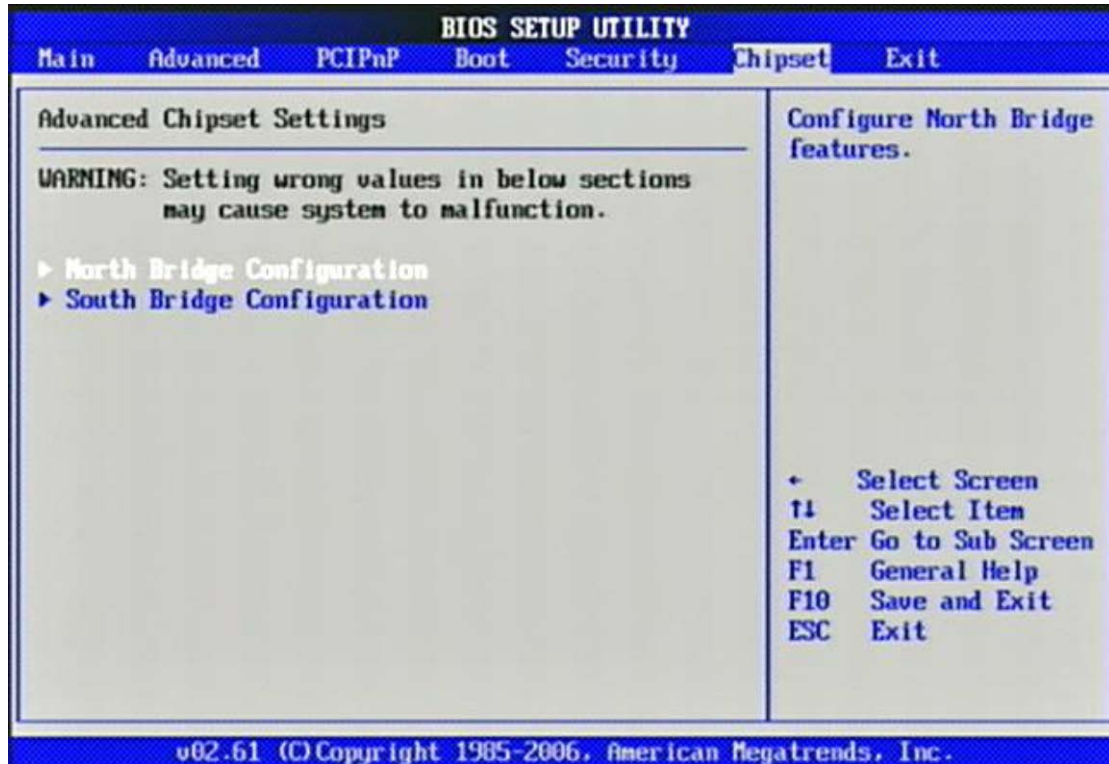 BIOS SETUP UTILITY
Main Advanced PCIPnP Boot Security Chipset Exit
Advanced Chipset Settings
WARNING: Setting wrong values in below sections
may cause system to malfunction.
▶ North Bridge Configuration
▶ South Bridge Configuration
Configure North Bridge
features.
← Select Screen
↑↓ Select Item
Enter Go to Sub Screen
F1 General Help
F10 Save and Exit
ESC Exit
v02.61 (C)Copyright 1985-2006, American Megatrends, Inc.